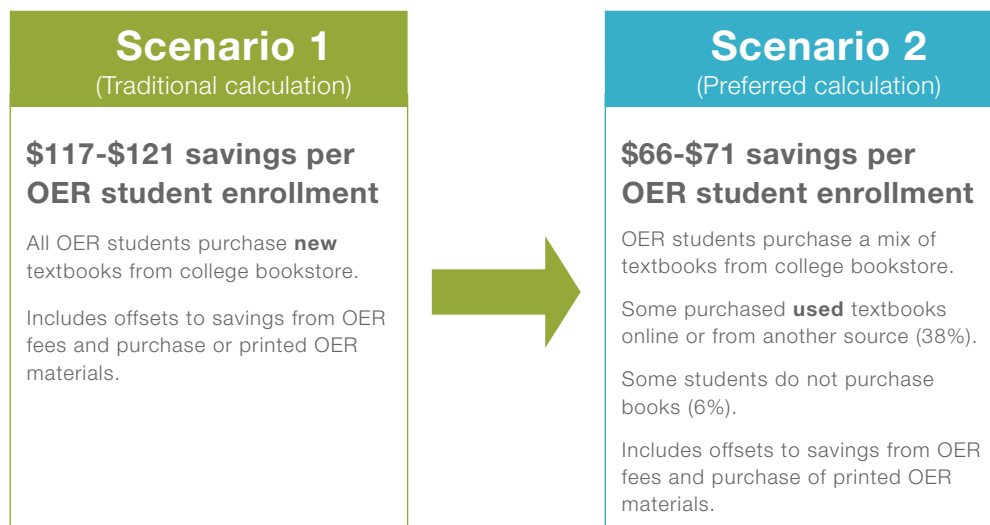 Scenario 1
(Traditional calculation)
$117-$121 savings per
OER student enrollment
All OER students purchase new
textbooks from college bookstore.
Includes offsets to savings from OER
fees and purchase or printed OER
materials.
Scenario 2
(Preferred calculation)
$66-$71 savings per
OER student enrollment
OER students purchase a mix of
textbooks from college bookstore.
Some purchased used textbooks
online or from another source (38%).
Some students do not purchase
books (6%).
Includes offsets to savings from OER
fees and purchase of printed OER
materials.